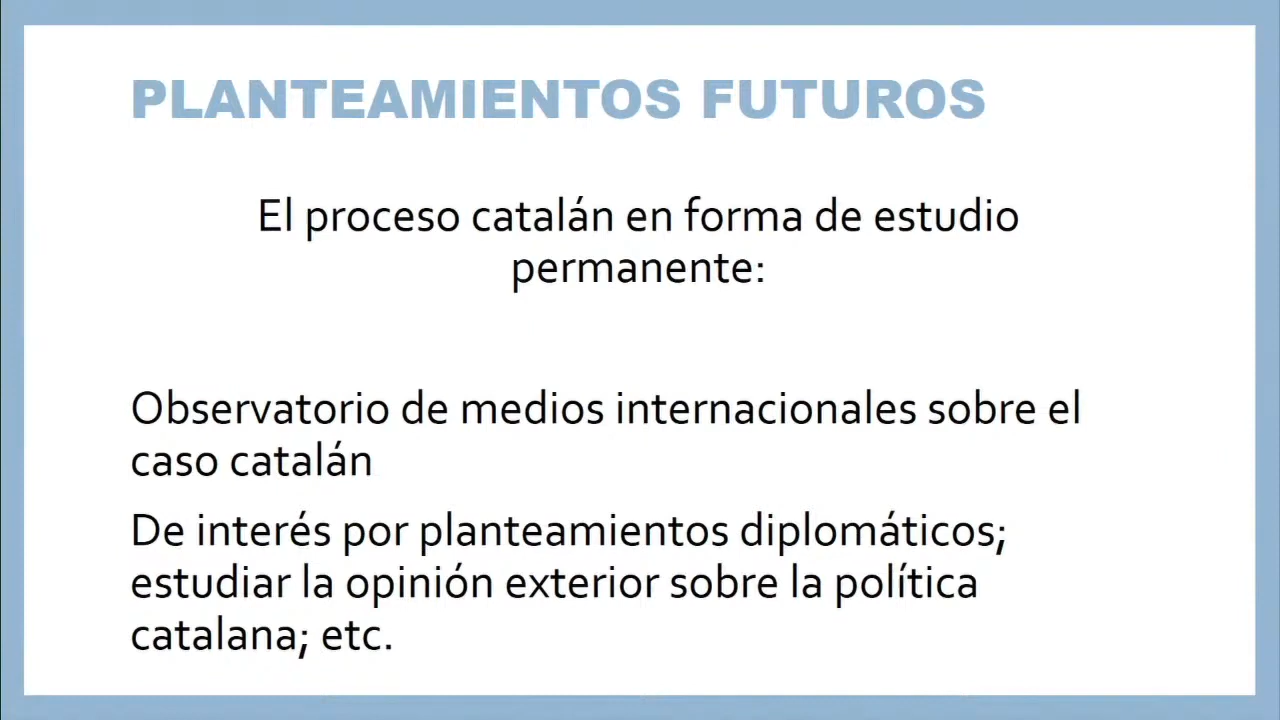 PLANTEAMIENTOS FUTUROS
El proceso catalán en forma de estudio
permanente:
Observatorio de medios internacionales sobre el
caso catalán
De interés por planteamientos diplomáticos;
estudiar la opinión exterior sobre la política
catalana; etc.